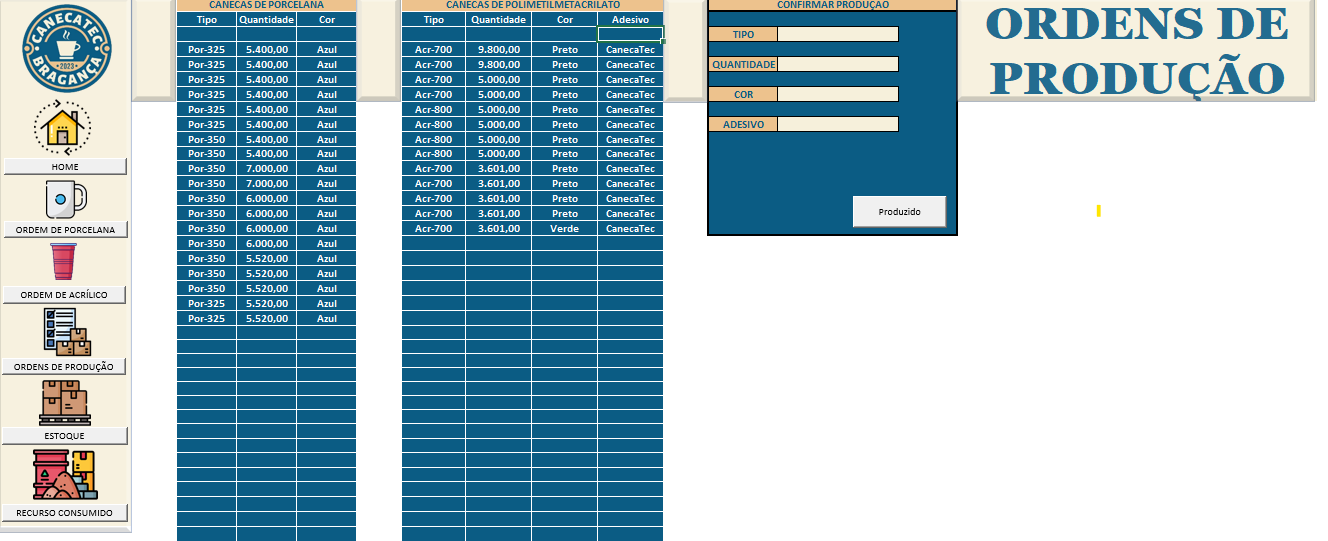 CANECATEC
• 2023 •
BRAGANÇA
HOME
ORDEM DE PORCELANA
ORDEM DE ACRÍLICO
ORDENS DE PRODUÇÃO
ESTOQUE
RECURSO CONSUMIDO
CANECAS DE PORCELANA
Tipo Quantidade Cor
Por-325 5.400,00 Azul
Por-325 5.400,00 Azul
Por-325 5.400,00 Azul
Por-325 5.400,00 Azul
Por-325 5.400,00 Azul
Por-325 5.400,00 Azul
Por-350 5.400,00 Azul
Por-350 5.400,00 Azul
Por-350 7.000,00 Azul
Por-350 7.000,00 Azul
Por-350 6.000,00 Azul
Por-350 6.000,00 Azul
Por-350 6.000,00 Azul
Por-350 6.000,00 Azul
Por-350 5.520,00 Azul
Por-350 5.520,00 Azul
Por-350 5.520,00 Azul
Por-325 5.520,00 Azul
Por-325 5.520,00 Azul
CANECAS DE POLIMETILMETACRILATO
Tipo Quantidade Cor Adesivo
Acr-700 9.800,00 Preto CanecaTec
Acr-700 9.800,00 Preto CanecaTec
Acr-700 5.000,00 Preto CanecaTec
Acr-700 5.000,00 Preto CanecaTec
Acr-800 5.000,00 Preto CanecaTec
Acr-800 5.000,00 Preto CanecaTec
Acr-800 5.000,00 Preto CanecaTec
Acr-800 5.000,00 Preto CanecaTec
Acr-700 3.601,00 Preto CanecaTec
Acr-700 3.601,00 Preto CanecaTec
Acr-700 3.601,00 Preto CanecaTec
Acr-700 3.601,00 Preto CanecaTec
Acr-700 3.601,00 Verde CanecaTec
CONFIRMAR PRODUÇÃO
TIPO
QUANTIDADE
COR
ADESIVO
Produzido
ORDENS DE
PRODUÇÃO